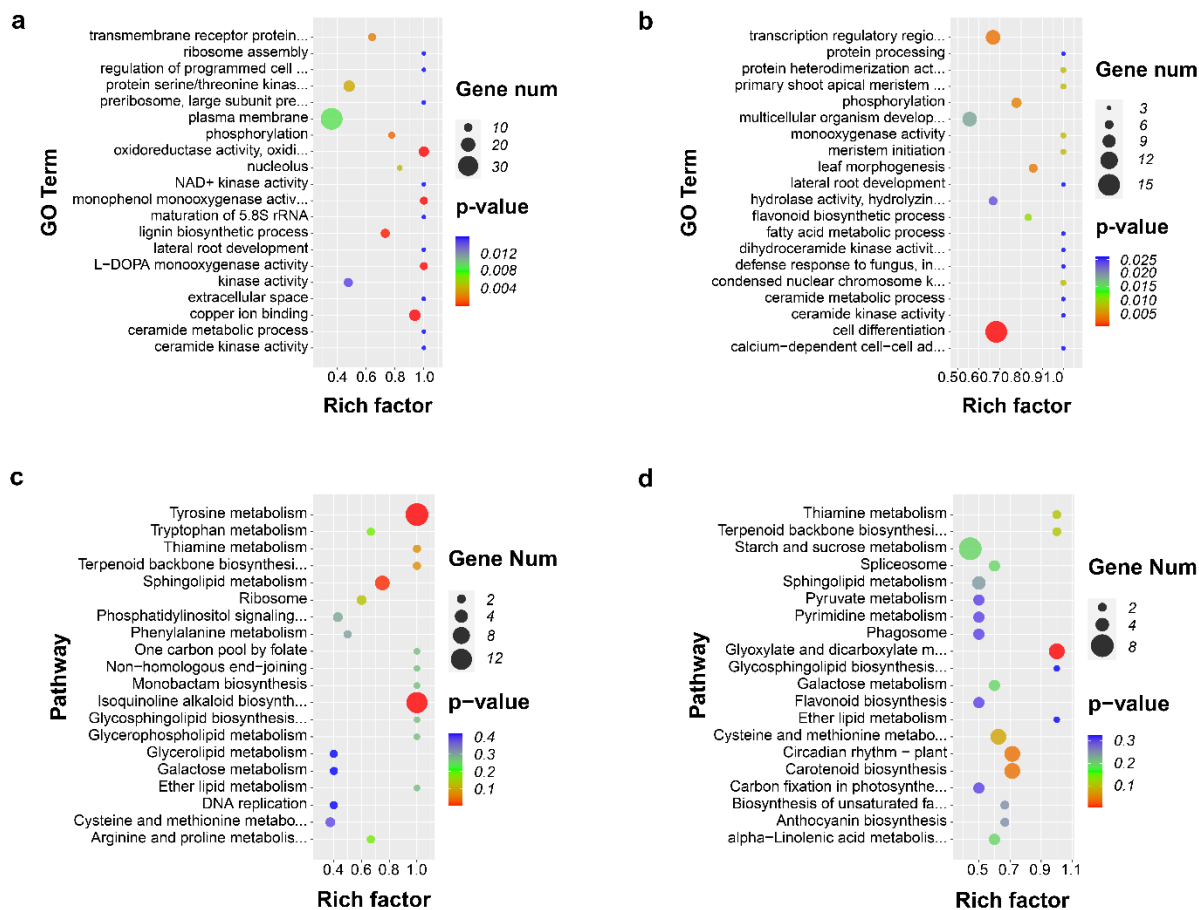 a
GO Term
transmembrane receptor protein...
ribosome assembly
regulation of programmed cell ...
protein serine/threonine kinas...
preribosome, large subunit pre...
plasma membrane
phosphorylation
oxidoreductase activity, oxidi...
nucleolus
NAD+ kinase activity
monophenol monooxygenase activ...
maturation of 5.8S rRNA
lignin biosynthetic process
lateral root development
L−DOPA monooxygenase activity
kinase activity
extracellular space
copper ion binding
ceramide metabolic process
ceramide kinase activity
0.4 0.6 0.8 1.0
Rich factor
Gene num
10
20
30
p-value
0.012
0.008
0.004
b
GO Term
transcription regulatory regio...
protein processing
protein heterodimerization act...
primary shoot apical meristem ...
phosphorylation
multicellular organism develop...
monooxygenase activity
meristem initiation
leaf morphogenesis
lateral root development
hydrolase activity, hydrolyzin...
flavonoid biosynthetic process
fatty acid metabolic process
dihydroceramide kinase activit...
defense response to fungus, in...
condensed nuclear chromosome k...
ceramide metabolic process
ceramide kinase activity
cell differentiation
calcium−dependent cell−cell ad...
0.5 0.6 0.7 0.8 0.9 1.0
Rich factor
Gene num
3
6
9
12
15
p-value
0.025
0.020
0.015
0.010
0.005
c
Pathway
Tyrosine metabolism
Tryptophan metabolism
Thiamine metabolism
Terpenoid backbone biosynthesi...
Sphingolipid metabolism
Ribosome
Phosphatidylinositol signaling...
Phenylalanine metabolism
One carbon pool by folate
Non−homologous end−joining
Monobactam biosynthesis
Isoquinoline alkaloid biosynth...
Glycosphingolipid biosynthesis...
Glycerophospholipid metabolism
Glycerolipid metabolism
Galactose metabolism
Ether lipid metabolism
DNA replication
Cysteine and methionine metabo...
Arginine and proline metabolis...
0.4 0.6 0.8 1.0
Rich factor
Gene Num
2
4
8
12
p−value
0.4
0.3
0.2
0.1
d
Pathway
Thiamine metabolism
Terpenoid backbone biosynthesi...
Starch and sucrose metabolism
Spliceosome
Sphingolipid metabolism
Pyruvate metabolism
Pyrimidine metabolism
Phagosome
Glyoxylate and dicarboxylate m...
Glycosphingolipid biosynthesis...
Galactose metabolism
Flavonoid biosynthesis
Ether lipid metabolism
Cysteine and methionine metabo...
Circadian rhythm − plant
Carotenoid biosynthesis
Carbon fixation in photosynthe...
Biosynthesis of unsaturated fa...
Anthocyanin biosynthesis
alpha−Linolenic acid metabolis...
0.5 0.7 0.9 1.1
Rich factor
Gene Num
2
4
8
p−value
0.3
0.2
0.1